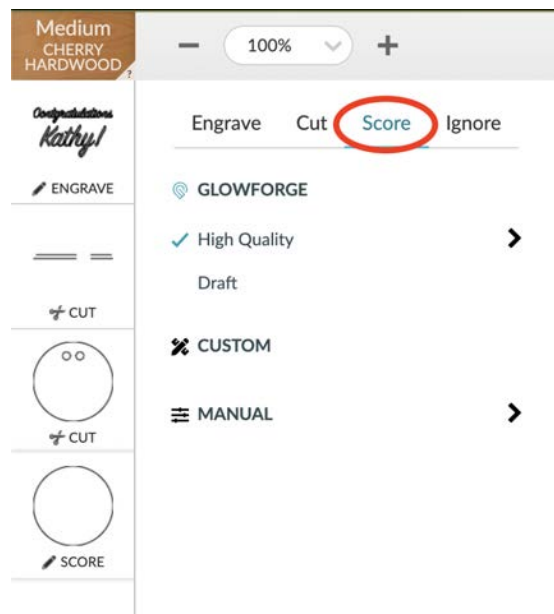 Medium
CHERRY
HARDWOOD
?
100%
Congratulations
Kathy!
ENGRAVE
CUT
CUT
SCORE
Engrave Cut Score Ignore
GLOWFORGE
High Quality
Draft
CUSTOM
MANUAL